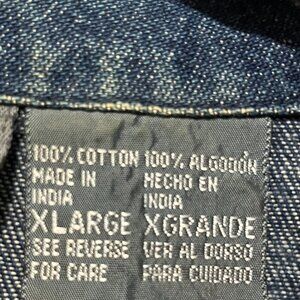 100% COTTON 100% ALGODÓN
MADE IN HECHO EN
INDIA INDIA
XLARGE XGRANDE
SEE REVERSE VER AL DORSO
FOR CARE PARA CUIDADO